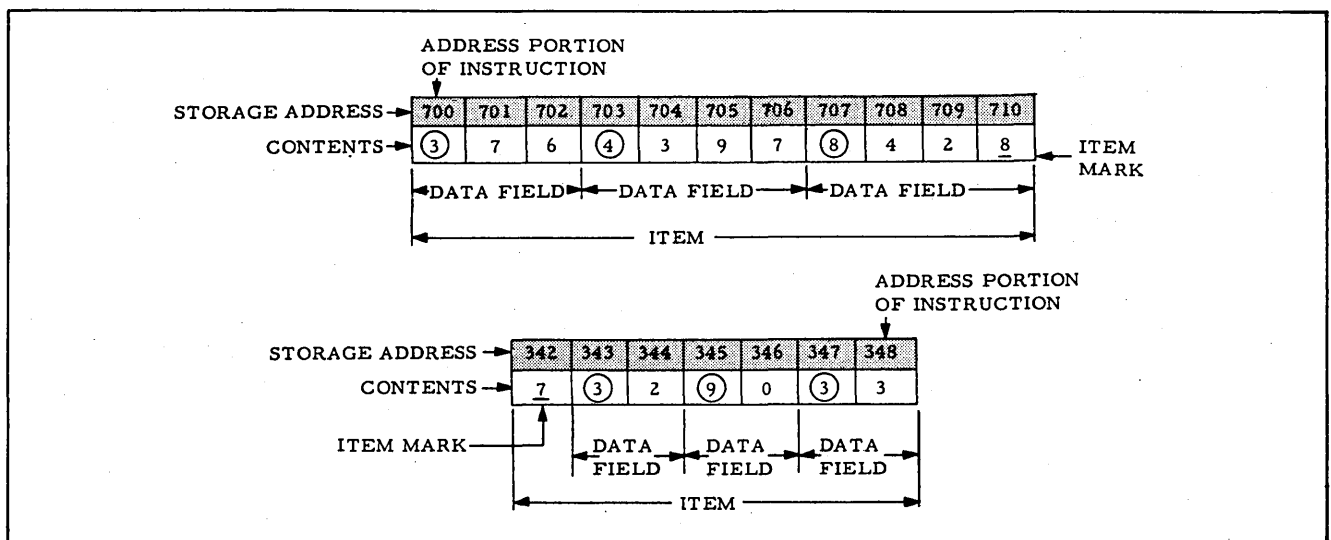 ADDRESS PORTION
OF INSTRUCTION
STORAGE ADDRESS 700 701 702 703 704 705 706 707 708 709 710
CONTENTS 3 7 6 4 3 9 7 8 4 2 8
ITEM
MARK
DATA FIELD DATA FIELD DATA FIELD
ITEM
ADDRESS PORTION
OF INSTRUCTION
STORAGE ADDRESS 342 343 344 345 346 347 348
CONTENTS 7 3 2 9 0 3 3
ITEM MARK
DATA
FIELD
DATA
FIELD
DATA
FIELD
ITEM